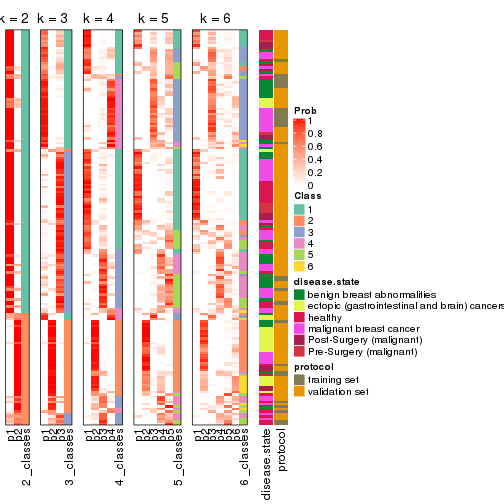 k = 2 k = 3 k = 4 k = 5 k = 6
Prob
1
0.8
0.6
0.4
0.2
0
Class
1
2
3
4
5
6
disease.state
benign breast abnormalities
ectopic (gastrointestinal and brain) cancers
healthy
malignant breast cancer
Post-Surgery (malignant)
Pre-Surgery (malignant)
protocol
training set
validation set
p1
p2
2_classes
p1
p2
p3
3_classes
p1
p2
p3
p4
4_classes
p1
p2
p3
p4
p5
5_classes
p1
p2
p3
p4
p5
p6
6_classes
disease.state
protocol